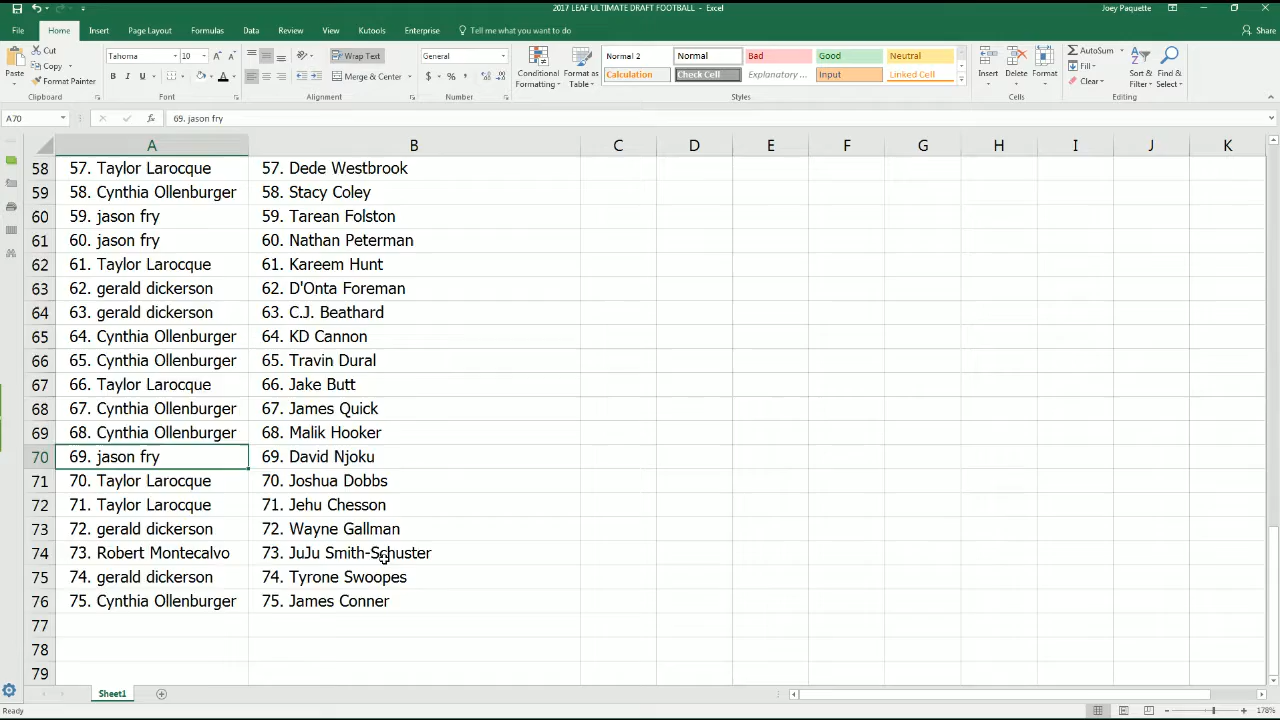 2017 LEAF ULTIMATE DRAFT FOOTBALL - Excel
Joey Paquette
File Home Insert Page Layout Formulas Data Review View Kutools Enterprise Tell me what you want to do Share
Paste Cut Copy Format Painter Clipboard
Tahoma 10 B I U Font
Wrap Text Merge & Center Alignment
General $ % , Number
Conditional Formatting Format as Table
Normal 2 Normal Bad Good Neutral
Calculation Check Cell Explanatory ... Input Linked Cell
Styles
Insert Delete Format Cells
AutoSum Fill Clear Sort & Filter Find & Select Editing
A70 fx 69. jason fry
A B C D E F G H I J K
58 57. Taylor Larocque 57. Dede Westbrook
59 58. Cynthia Ollenburger 58. Stacy Coley
60 59. jason fry 59. Tarean Folston
61 60. jason fry 60. Nathan Peterman
62 61. Taylor Larocque 61. Kareem Hunt
63 62. gerald dickerson 62. D'Onta Foreman
64 63. gerald dickerson 63. C.J. Beathard
65 64. Cynthia Ollenburger 64. KD Cannon
66 65. Cynthia Ollenburger 65. Travin Dural
67 66. Taylor Larocque 66. Jake Butt
68 67. Cynthia Ollenburger 67. James Quick
69 68. Cynthia Ollenburger 68. Malik Hooker
70 69. jason fry 69. David Njoku
71 70. Taylor Larocque 70. Joshua Dobbs
72 71. Taylor Larocque 71. Jehu Chesson
73 72. gerald dickerson 72. Wayne Gallman
74 73. Robert Montecalvo 73. JuJu Smith-Schuster
75 74. gerald dickerson 74. Tyrone Swoopes
76 75. Cynthia Ollenburger 75. James Conner
77
78
79
Sheet1
Ready 178%